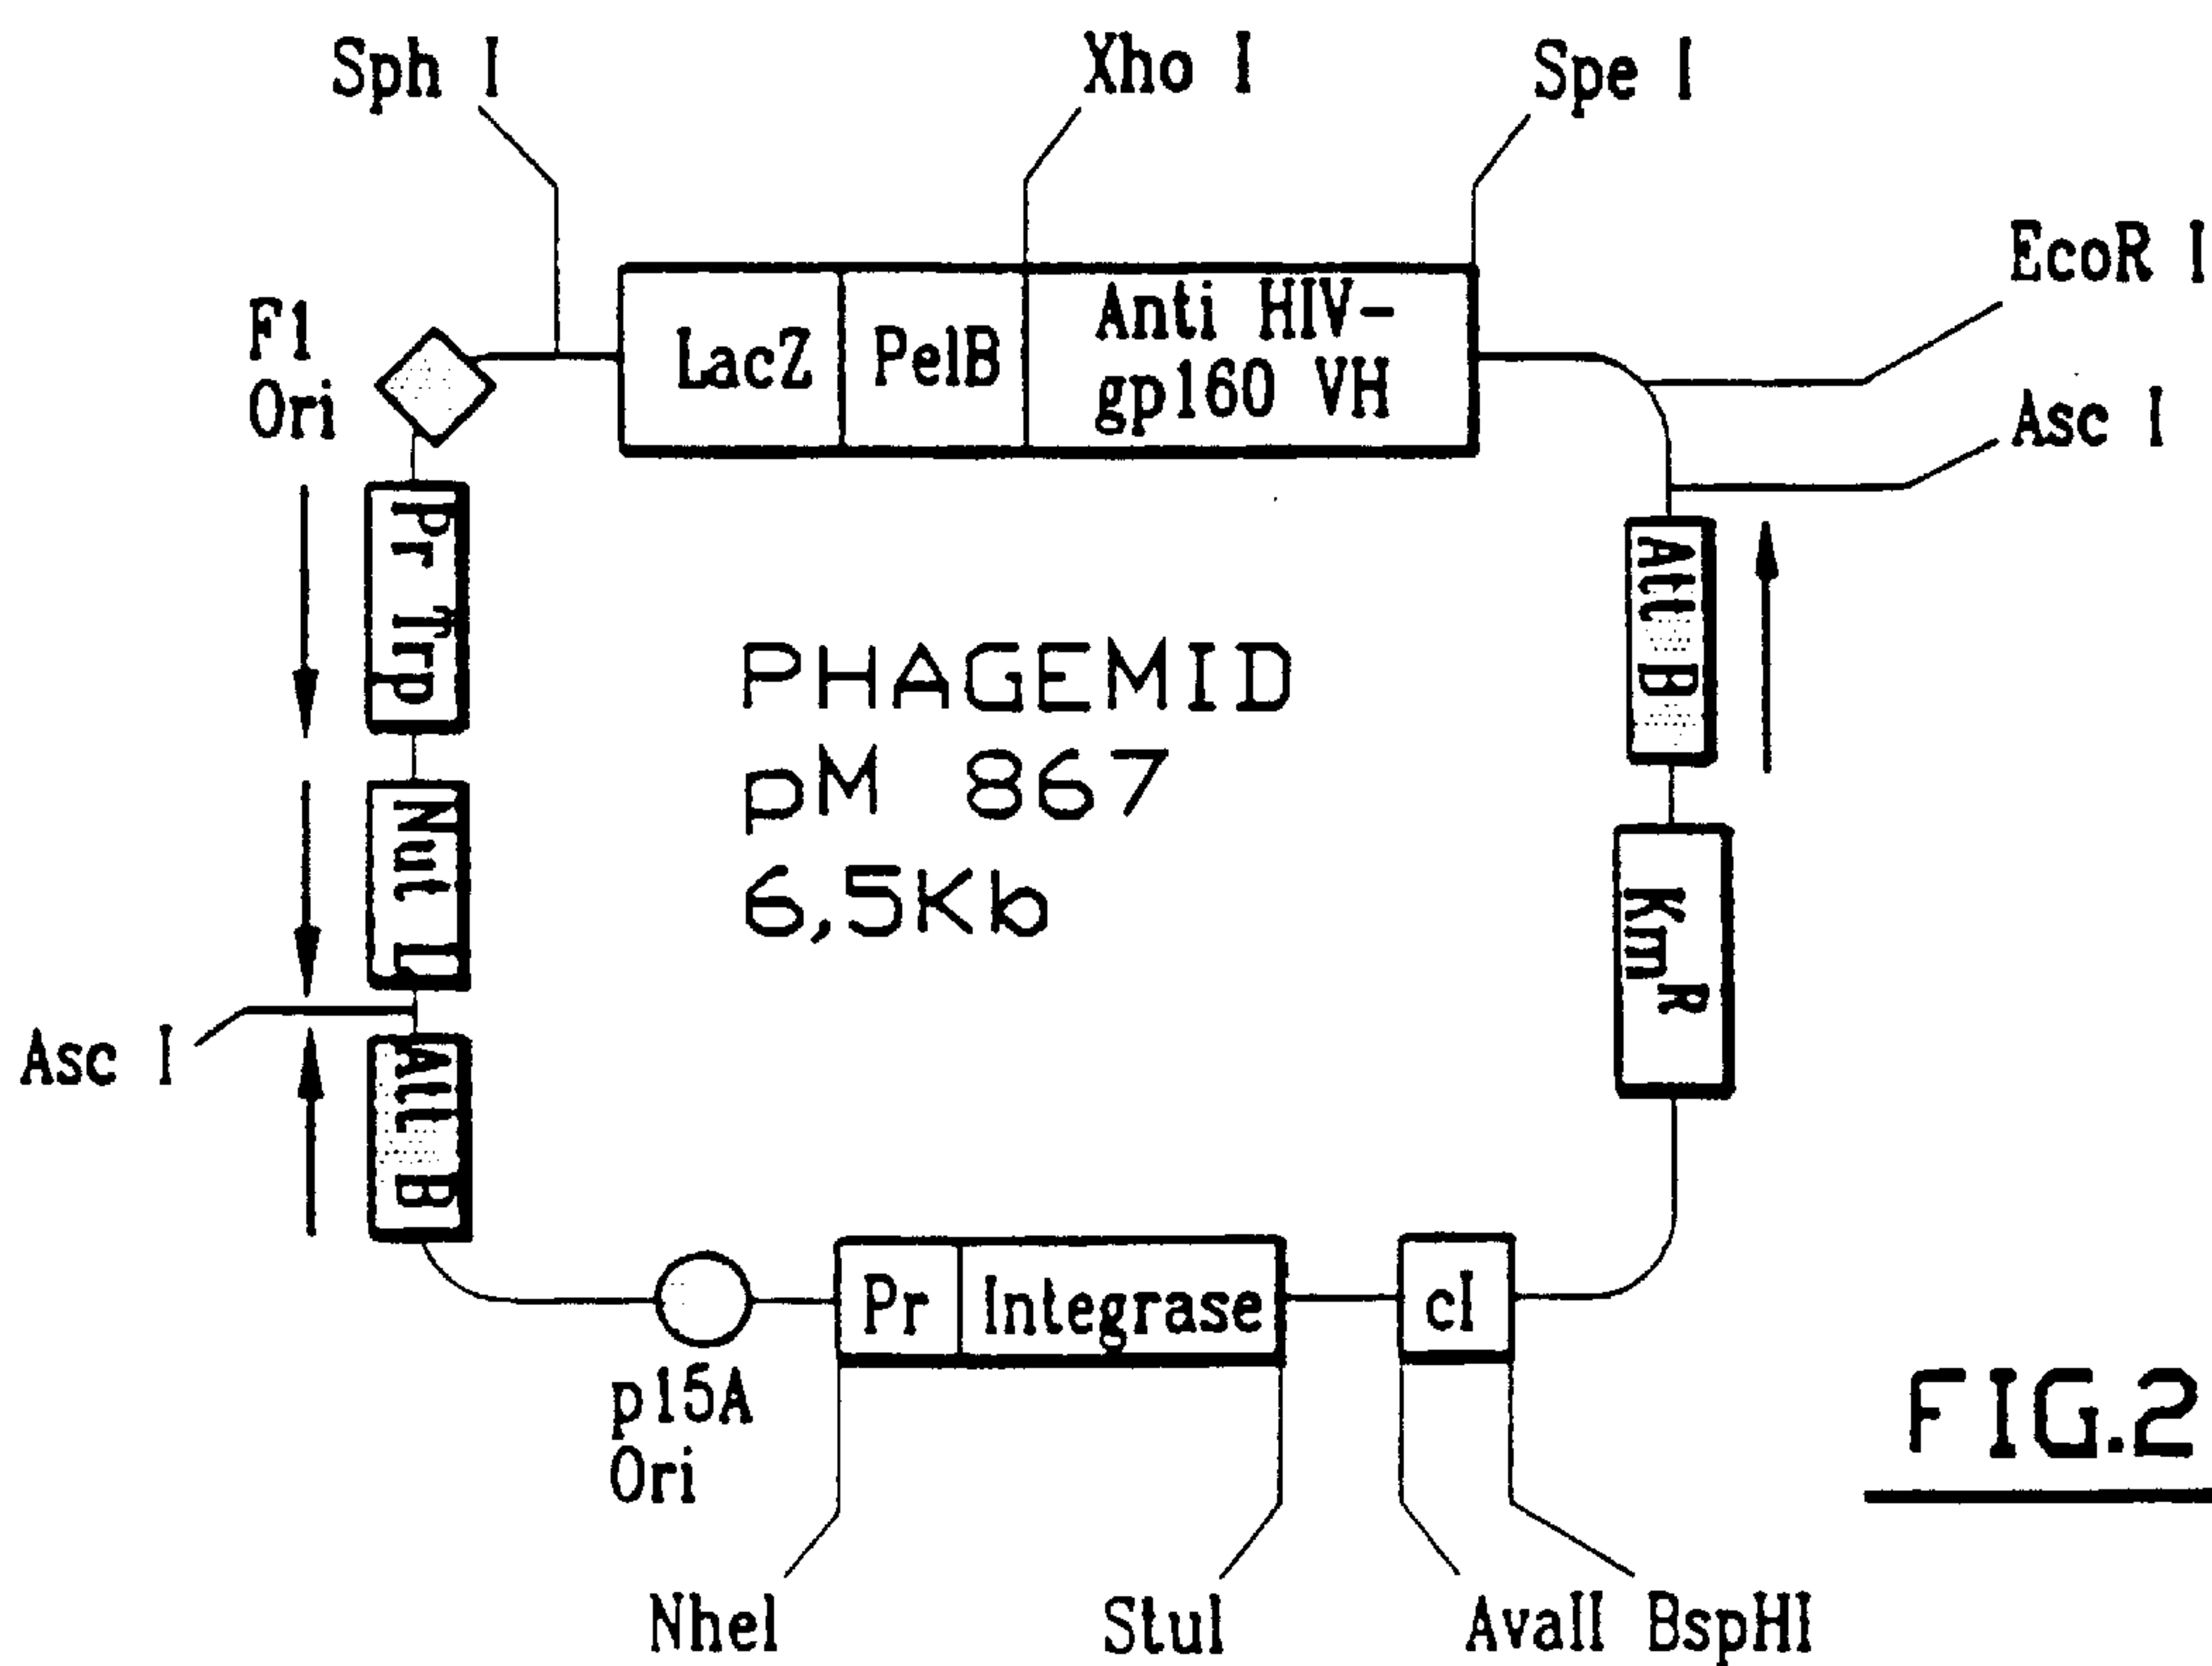 Sph I
Xho I
Spe I
EcoR I
F1
Ori
LacZ
PelB
Anti HIV-
gp160 VH
Asc I
Pr Trp
Att B
PHAGEMID
pM 867
6,5Kb
Nut L
Km R
Asc I
Att B
Pr
Integrase
cI
p15A
Ori
FIG.2
NheI
StuI
AvaII
BspHI